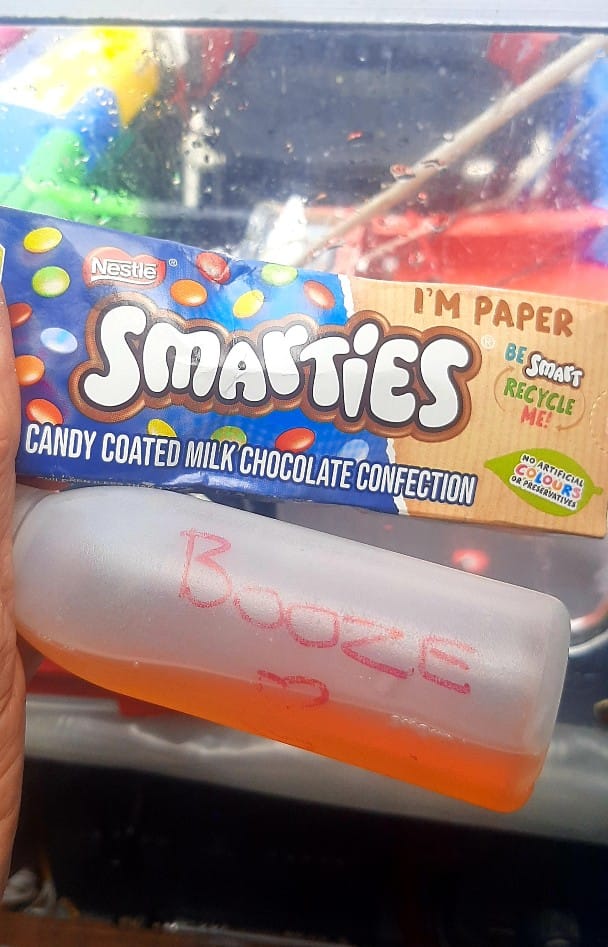 Nestlé®
SMARTIES®
CANDY COATED MILK CHOCOLATE CONFECTION
I'M PAPER
BE SMART
RECYCLE
ME!
NO ARTIFICIAL
COLOURS
OR PRESERVATIVES
BOOZE